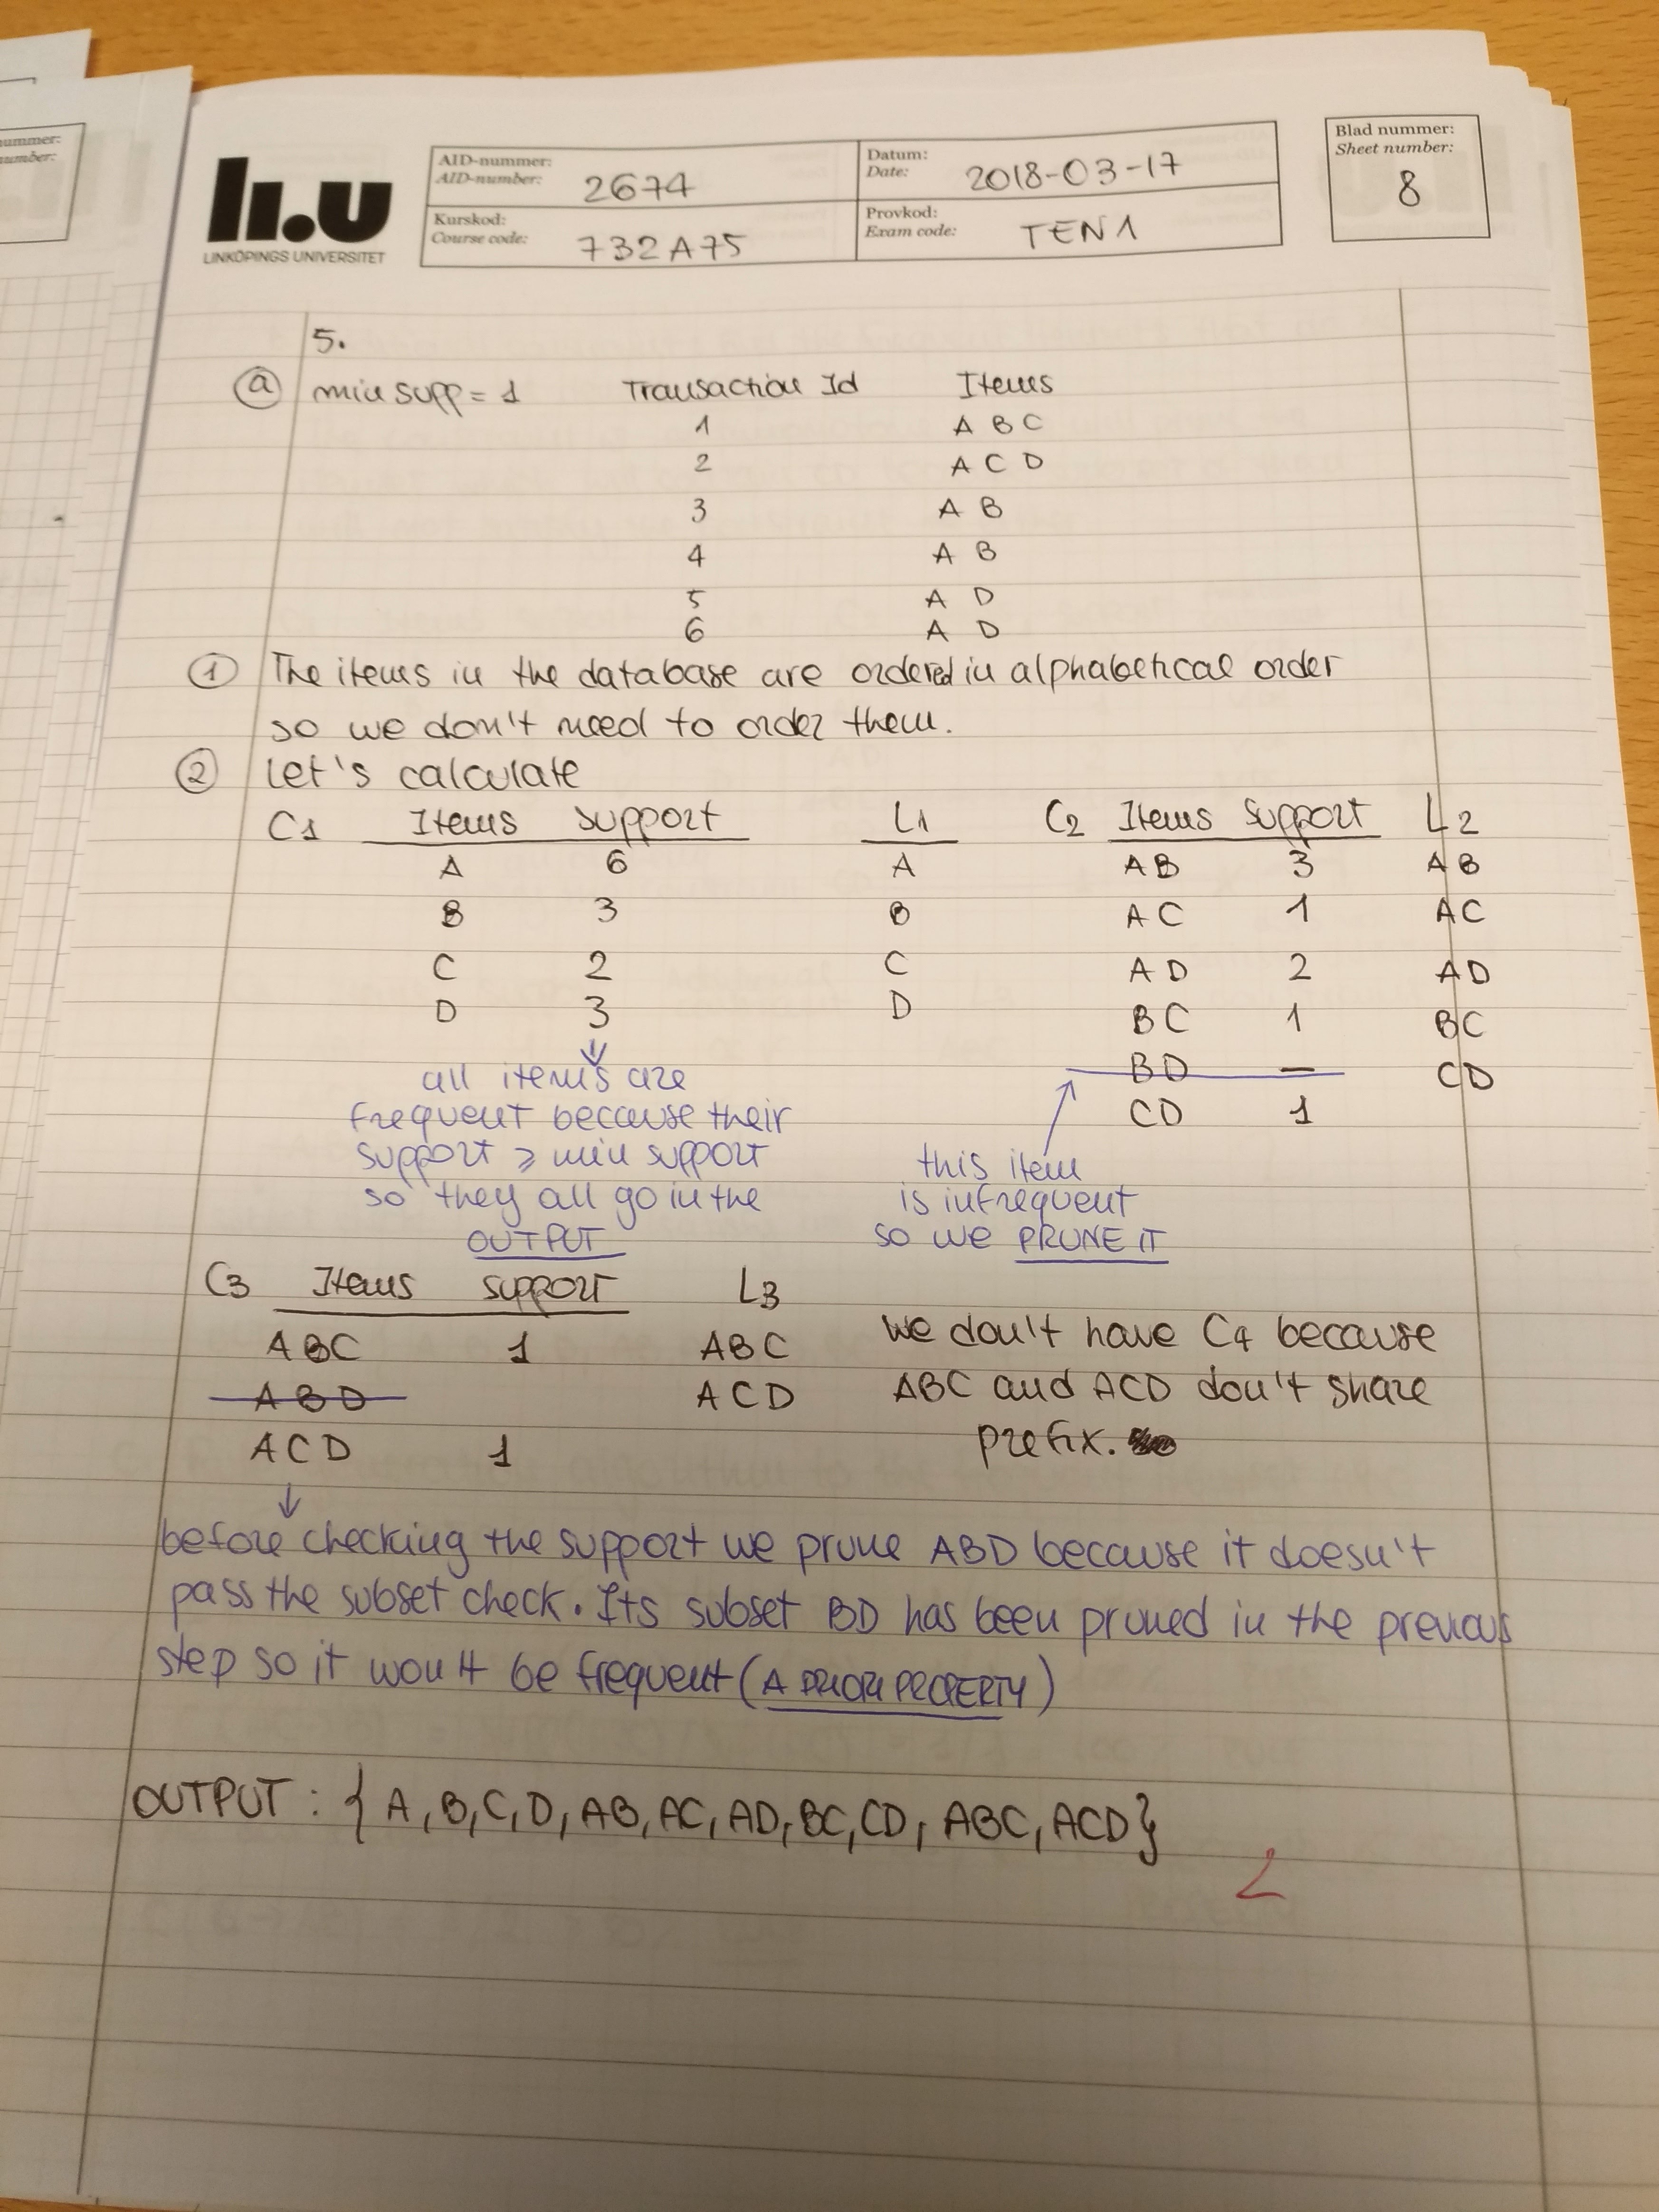 nummer:
number:
li.u
LINKÖPINGS UNIVERSITET
AID-nummer:
AID-number: 2674
Datum:
Date: 2018-03-17
Kurskod:
Course code: 732A75
Provkod:
Exam code: TEN1
Blad nummer:
Sheet number:
8
5.
a min supp = 1 Transaction Id Items
1 A B C
2 A C D
3 A B
4 A B
5 A D
6 A D
1 The items in the database are ordered in alphabetical order
so we don't need to order them.
2 Let's calculate
C1 Items support L1 C2 Items Support L2
A 6 A AB 3 AB
B 3 B AC 1 AC
C 2 C AD 2 AD
D 3 D BC 1 BC
BD — CD
CD 1
all items are
frequent because their
support ⩾ min support
so they all go in the
OUTPUT
this item
is infrequent
so we PRUNE IT
C3 Items support L3
ABC 1 ABC
ABD ACD
ACD 1
We don't have C4 because
ABC and ACD don't share
prefix.
before checking the support we prune ABD because it doesn't
pass the subset check. Its subset BD has been pruned in the previous
step so it won't be frequent (A PRIORI PROPERTY)
OUTPUT : { A, B, C, D, AB, AC, AD, BC, CD, ABC, ACD}